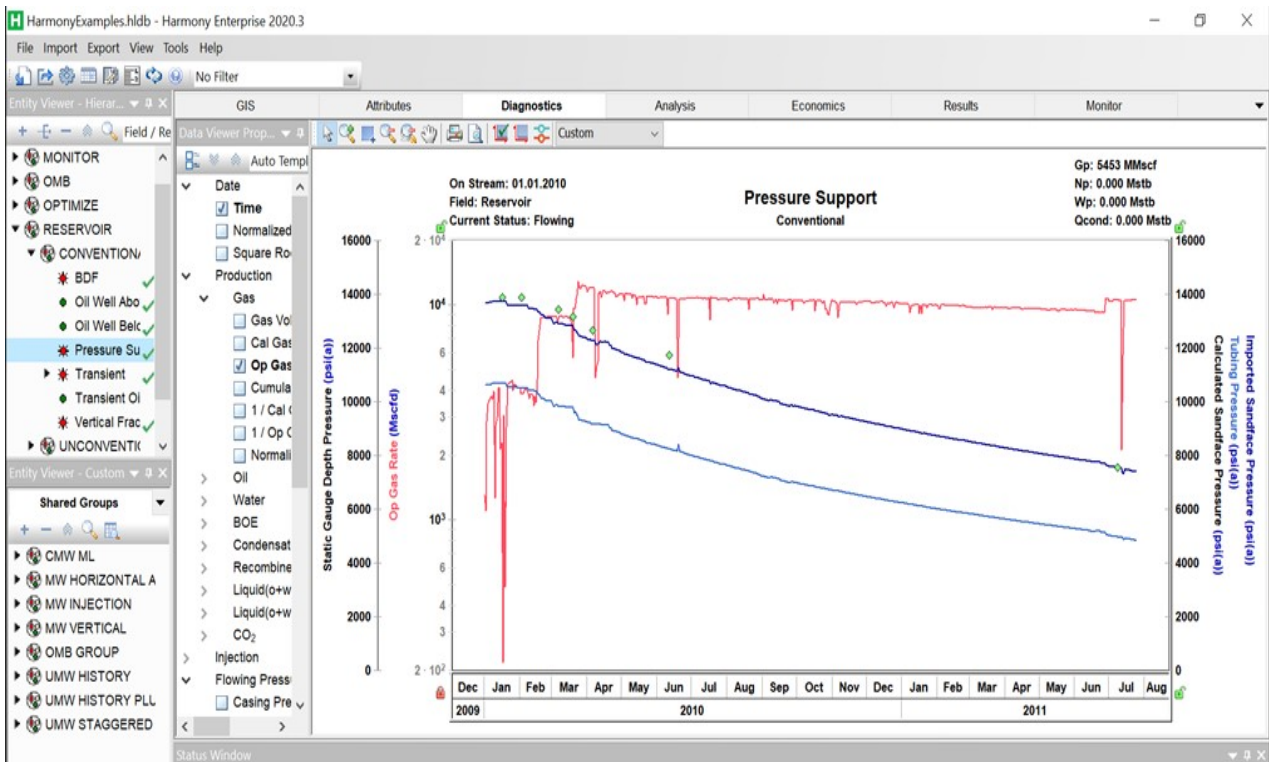 HarmonyExamples.hldb - Harmony Enterprise 2020.3
File Import Export View Tools Help
No Filter
Entity Viewer - Hierar...
Field / Re
MONITOR
OMB
OPTIMIZE
RESERVOIR
CONVENTION
BDF
Oil Well Abo
Oil Well Belc
Pressure Su
Transient
Transient Oi
Vertical Frac
UNCONVENTI
Entity Viewer - Custom
Shared Groups
CMW ML
MW HORIZONTAL A
MW INJECTION
MW VERTICAL
OMB GROUP
UMW HISTORY
UMW HISTORY PLU
UMW STAGGERED
GIS Attributes Diagnostics Analysis Economics Results Monitor
Data Viewer Prop...
Auto Templ
Date
Time
Normalized
Square Ro
Production
Gas
Gas Vol
Cal Gas
Op Gas
Cumula
1 / Cal
1 / Op
Normali
Oil
Water
BOE
Condensat
Recombine
Liquid(o+w
Liquid(o+w
CO₂
Injection
Flowing Press
Casing Pre
Custom
On Stream: 01.01.2010
Field: Reservoir
Current Status: Flowing
Pressure Support
Conventional
Gp: 5453 MMscf
Np: 0.000 Mstb
Wp: 0.000 Mstb
Qcond: 0.000 Mstb
Static Gauge Depth Pressure (psi(a))
16000
14000
12000
10000
8000
6000
4000
2000
0
Op Gas Rate (Mscfd)
2 · 10⁴
10⁴
6
4
3
2
10³
6
4
3
2 · 10²
16000
14000
12000
10000
8000
6000
4000
2000
0
Calculated Sandface Pressure (psi(a))
Tubing Pressure (psi(a))
Imported Sandface Pressure (psi(a))
Dec Jan Feb Mar Apr May Jun Jul Aug Sep Oct Nov Dec Jan Feb Mar Apr May Jun Jul Aug
2009 2010 2011
Status Window